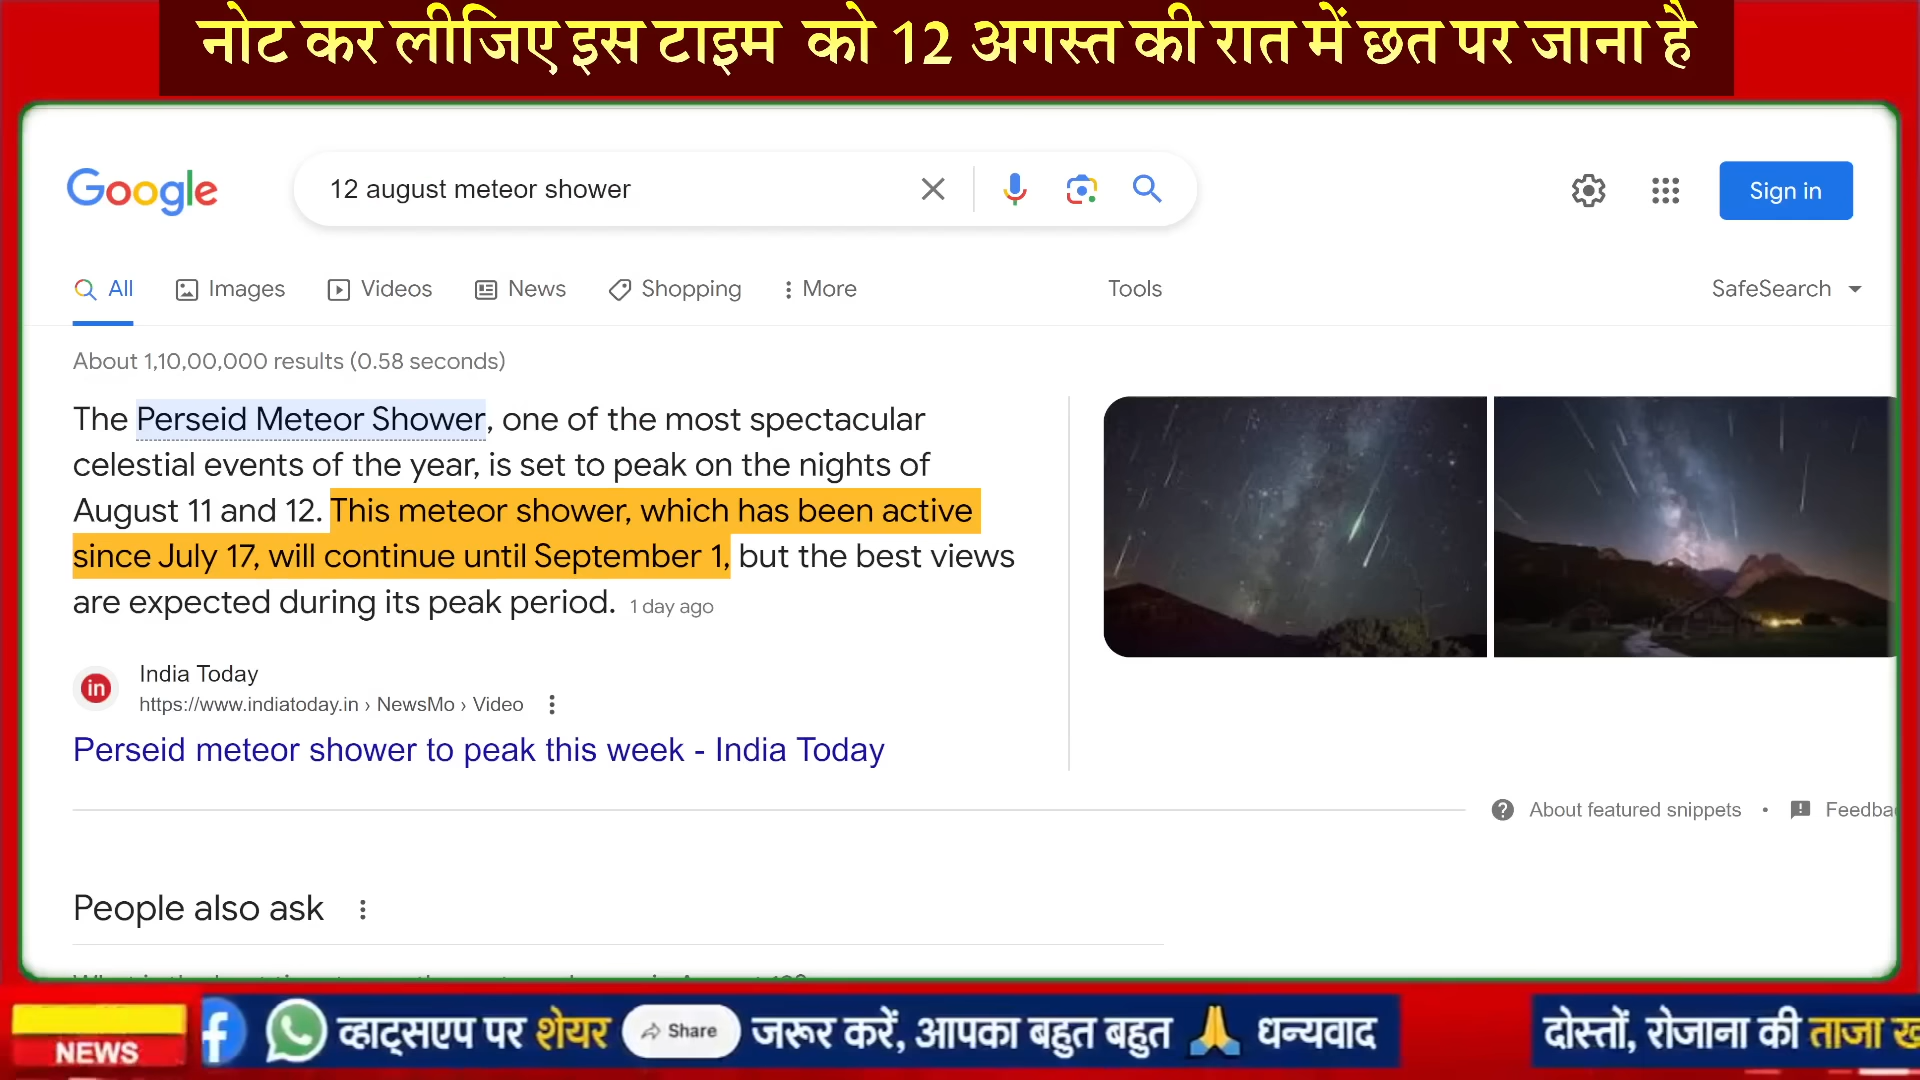 नोट कर लीजिए इस टाइम को 12 अगस्त की रात में छत पर जाना है
Google
12 august meteor shower
Sign in
All Images Videos News Shopping More Tools SafeSearch
About 1,10,00,000 results (0.58 seconds)
The Perseid Meteor Shower, one of the most spectacular
celestial events of the year, is set to peak on the nights of
August 11 and 12. This meteor shower, which has been active
since July 17, will continue until September 1, but the best views
are expected during its peak period. 1 day ago
in
India Today
https://www.indiatoday.in › NewsMo › Video
Perseid meteor shower to peak this week - India Today
About featured snippets • Feedba
People also ask
NEWS
व्हाट्सएप पर शेयर Share जरूर करें, आपका बहुत बहुत धन्यवाद
दोस्तों, रोजाना की ताजा